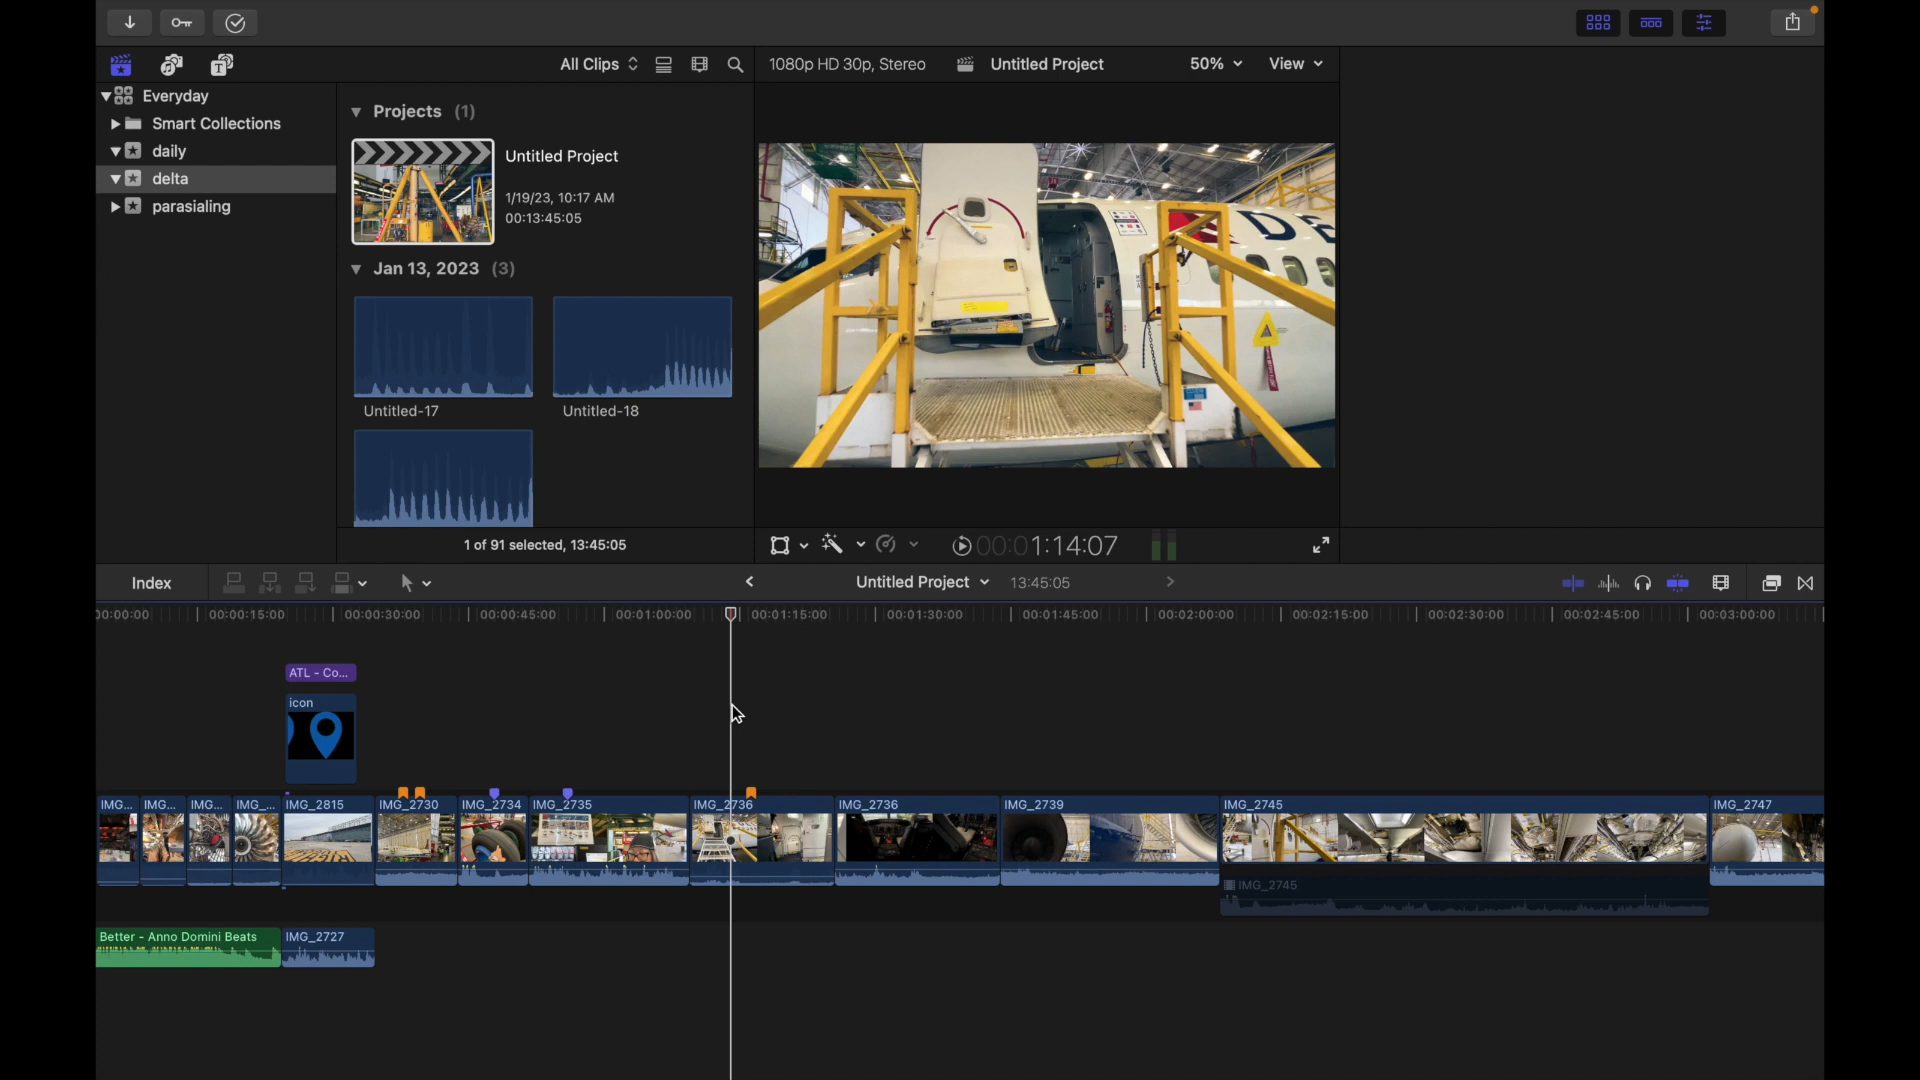 All Clips
1080p HD 30p, Stereo
Untitled Project
50%
View
Everyday
Smart Collections
daily
delta
parasialing
Projects (1)
Untitled Project
1/19/23, 10:17 AM
00:13:45:05
Jan 13, 2023 (3)
Untitled-17
Untitled-18
1 of 91 selected, 13:45:05
DE
00:01:14:07
Index
Untitled Project
13:45:05
00:00:15:00
00:00:30:00
00:00:45:00
00:01:00:00
00:01:15:00
00:01:30:00
00:01:45:00
00:02:00:00
00:02:15:00
00:02:30:00
00:02:45:00
00:03:00:00
ATL - Co...
icon
IMG...
IMG...
IMG...
IMG_...
IMG_2815
IMG_2730
IMG_2734
IMG_2735
IMG_2736
IMG_2736
IMG_2739
IMG_2745
IMG_2747
IMG_2745
Better - Anno Domini Beats
IMG_2727